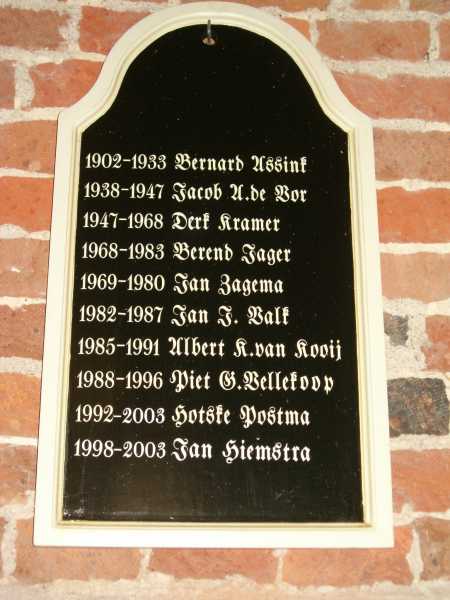 1902-1933 Bernard Assink
1938-1947 Jacob A.de Vor
1947-1968 Derk Kramer
1968-1983 Berend Jager
1969-1980 Jan Zagema
1982-1987 Jan J. Valk
1985-1991 Albert K.van Kooij
1988-1996 Piet G.Vellekoop
1992-2003 Hotske Postma
1998-2003 Jan Hiemstra